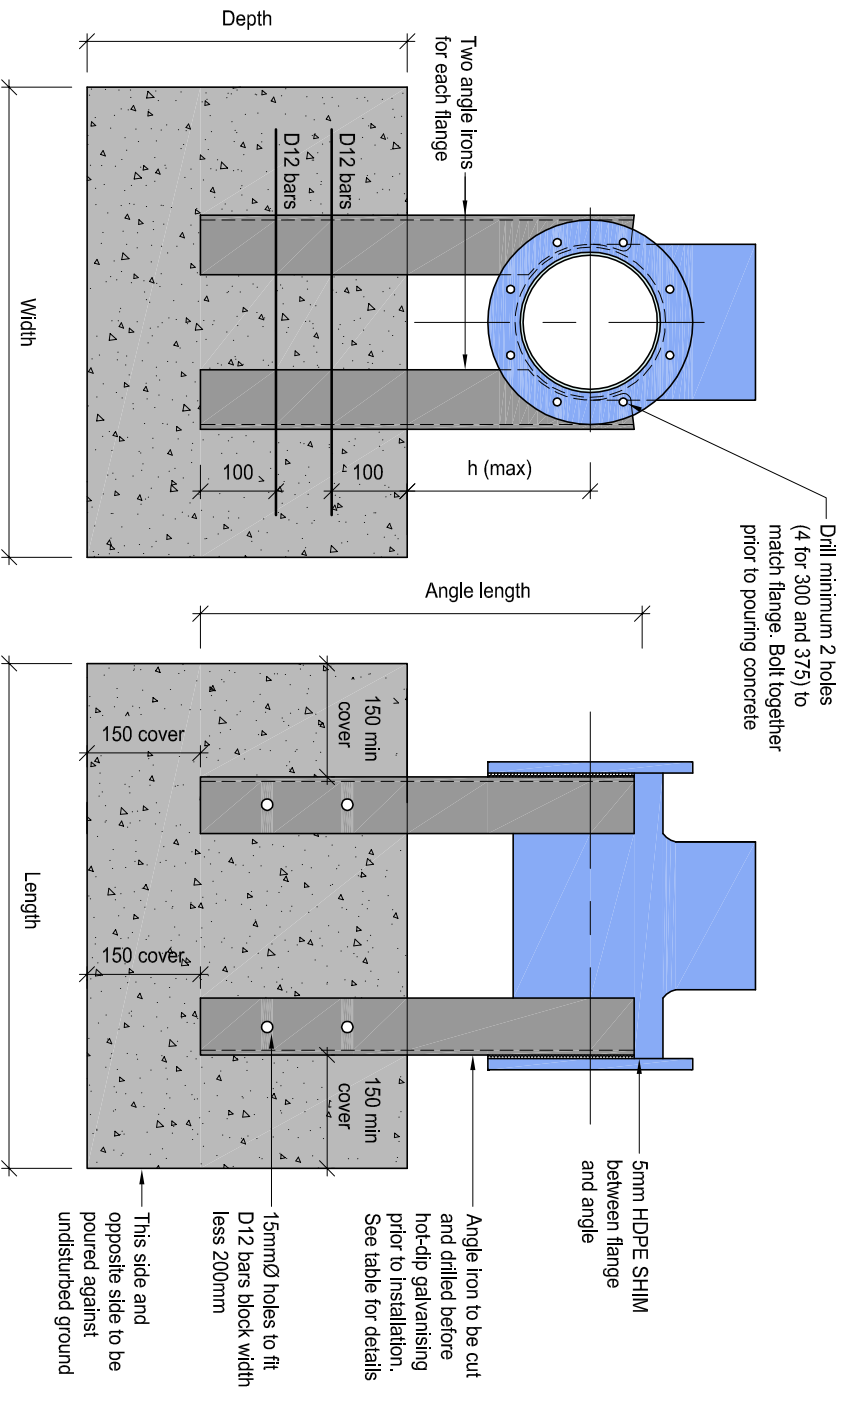 Drill minimum 2 holes
(4 for 300 and 375) to
match flange. Bolt together
prior to pouring concrete
Two angle irons
for each flange
h (max)
100
100
D12 bars
D12 bars
Depth
Width
5mm HDPE SHIM
between flange
and angle
Angle iron to be cut
and drilled before
hot-dip galvanising
prior to installation.
See table for details
15mmØ holes to fit
D12 bars block width
less 200mm
This side and
opposite side to be
poured against
undisturbed ground
Angle length
150 min
cover
150 min
cover
150 cover
150 cover
Length